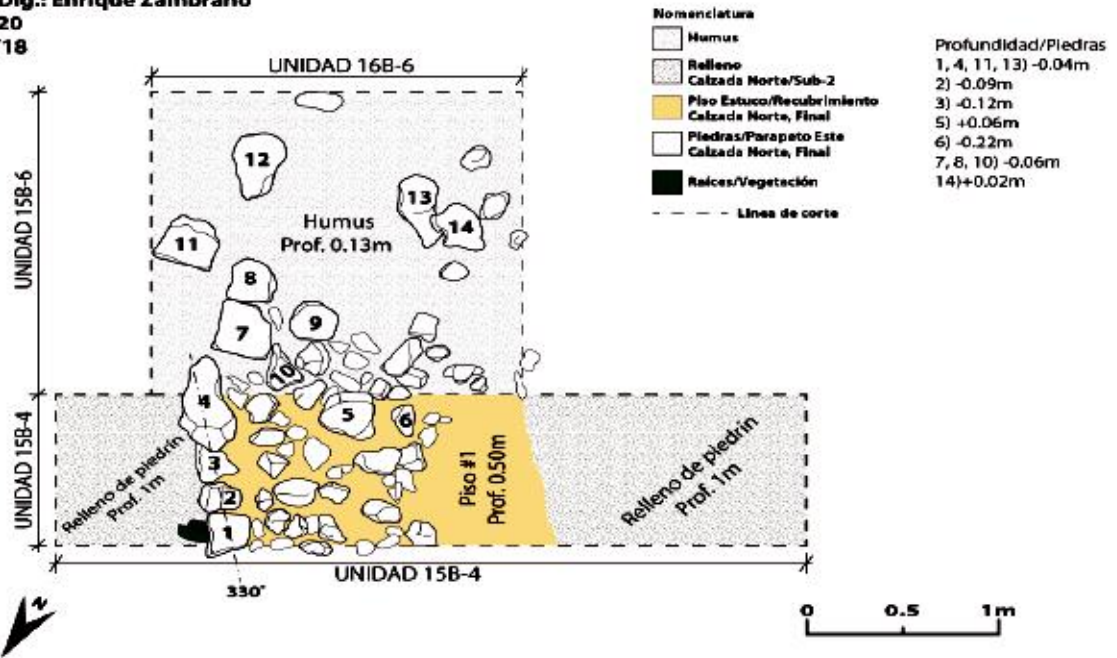 Dig.: Enrique Zambrano
20
/18
Nomenclatura
Humus
Relleno
Calzada Norte/Sub-2
Piso Estuco/Recubrimiento
Calzada Norte, Final
Piedras/Parapeto Este
Calzada Norte, Final
Raíces/Vegetación
Línea de corte
Profundidad/Piedras
1, 4, 11, 13) -0.04m
2) -0.09m
3) -0.12m
5) +0.06m
6) -0.22m
7, 8, 10) -0.06m
14)+0.02m
UNIDAD 16B-6
UNIDAD 15B-6
12
13
14
Humus
Prof. 0.13m
11
8
7
9
10
4
5
6
3
2
1
UNIDAD 15B-4
Relleno de piedrin
Prof. 1m
Piso #1
Prof. 0.50m
Relleno de piedrin
Prof. 1m
UNIDAD 15B-4
330°
N
0 0.5 1m